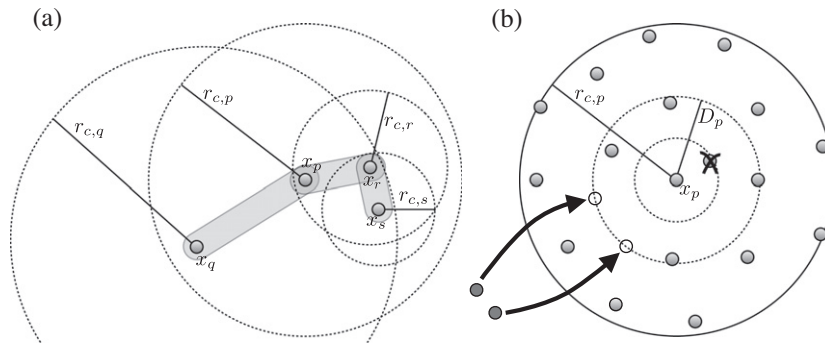 (a)
r_{c,q}
r_{c,p}
r_{c,r}
x_p
x_r
r_{c,s}
x_s
x_q
(b)
r_{c,p}
D_p
x_p